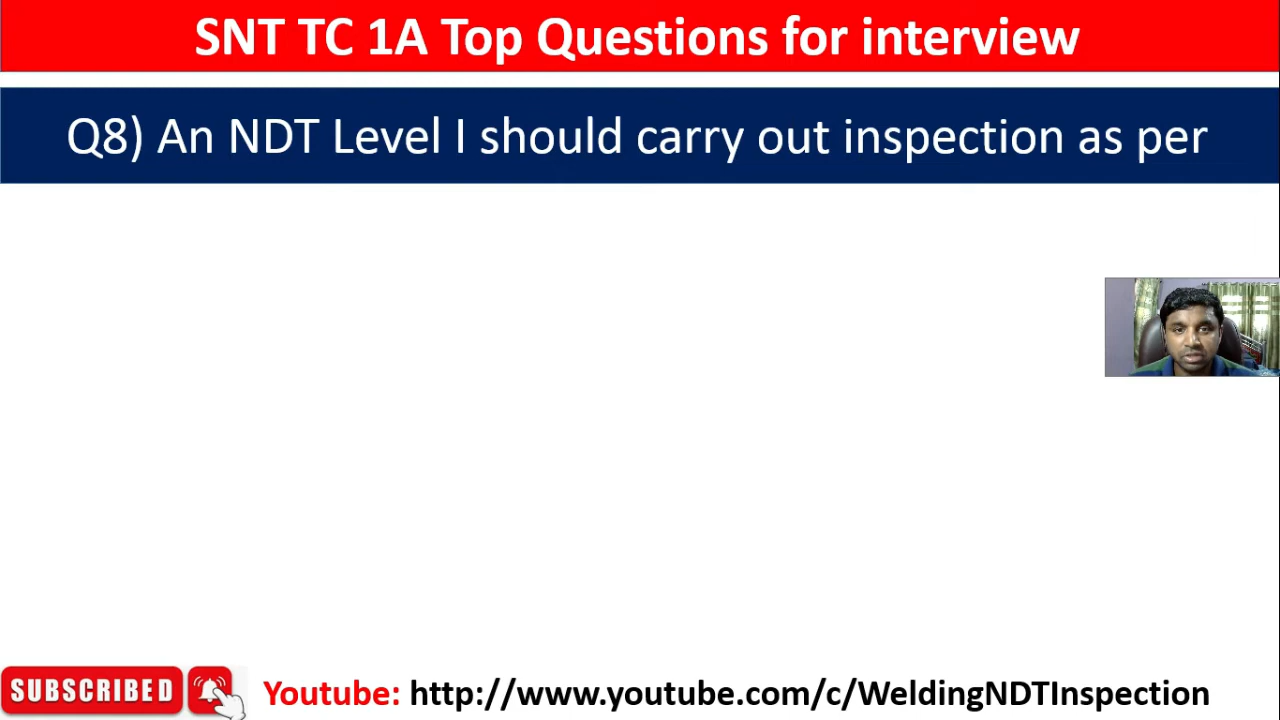 SNT TC 1A Top Questions for interview
Q8) An NDT Level I should carry out inspection as per
SUBSCRIBED
Youtube: http://www.youtube.com/c/WeldingNDTInspection